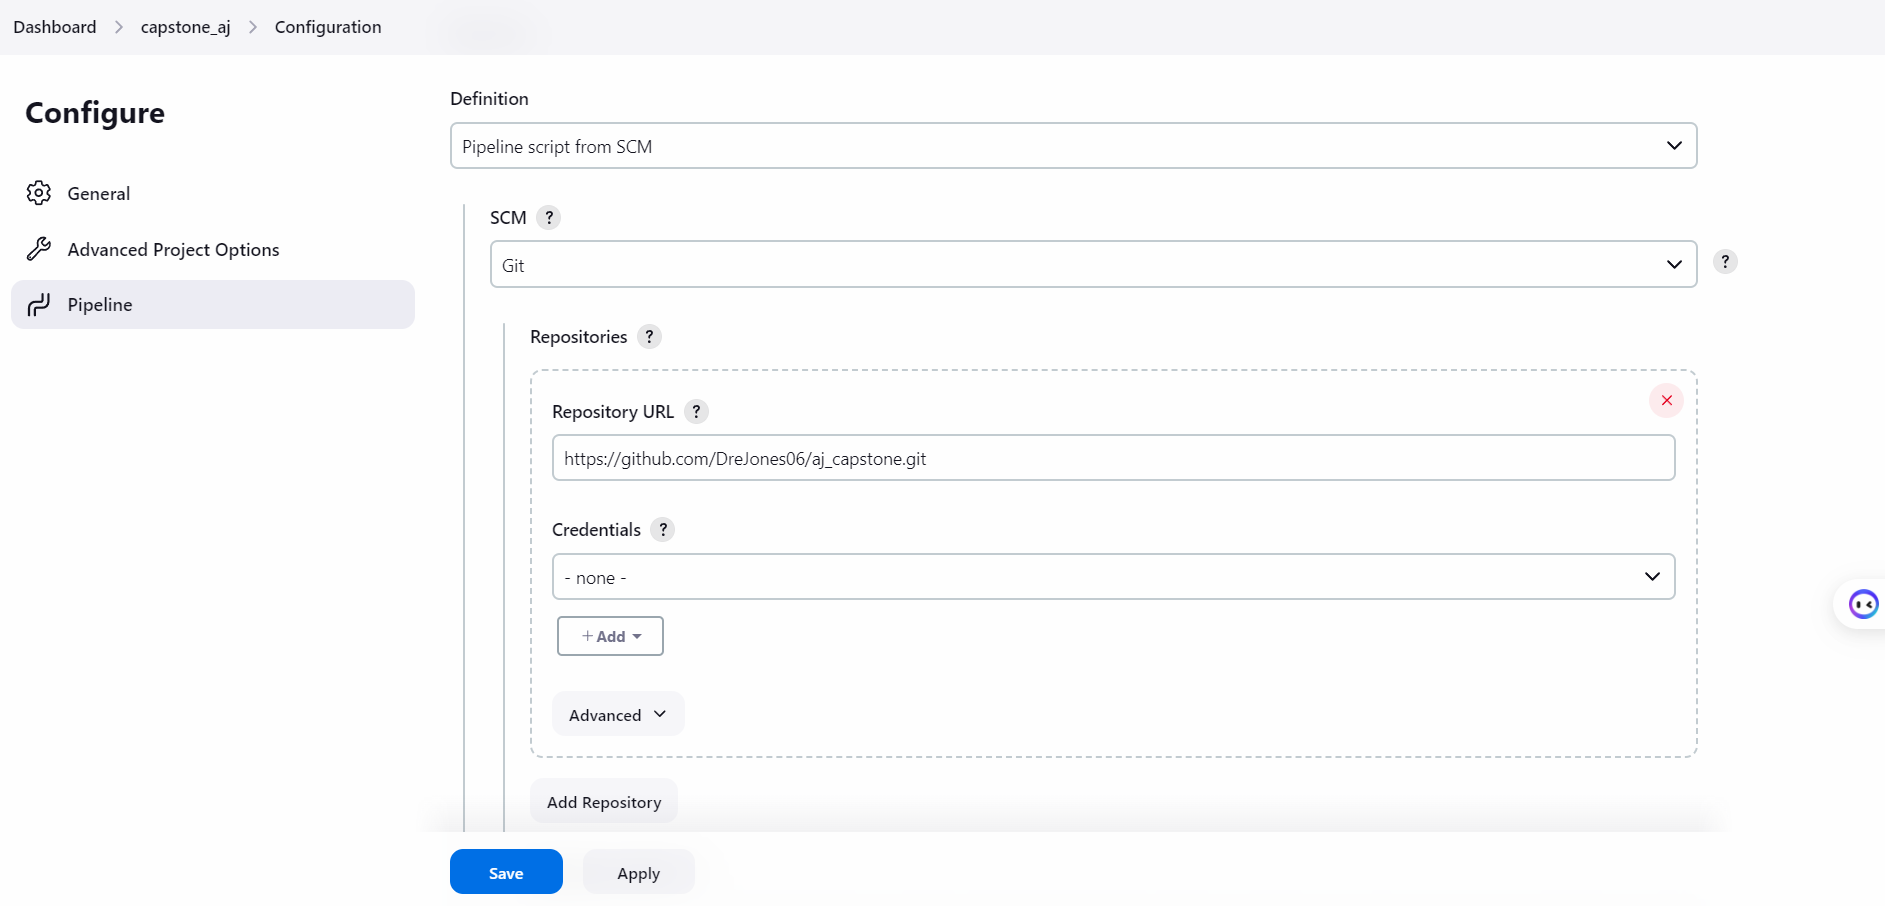 Dashboard > capstone_aj > Configuration
Configure
General
Advanced Project Options
Pipeline
Definition
Pipeline script from SCM
SCM ?
Git
?
Repositories ?
Repository URL ?
https://github.com/DreJones06/aj_capstone.git
Credentials ?
- none -
+ Add
Advanced
Add Repository
Save Apply